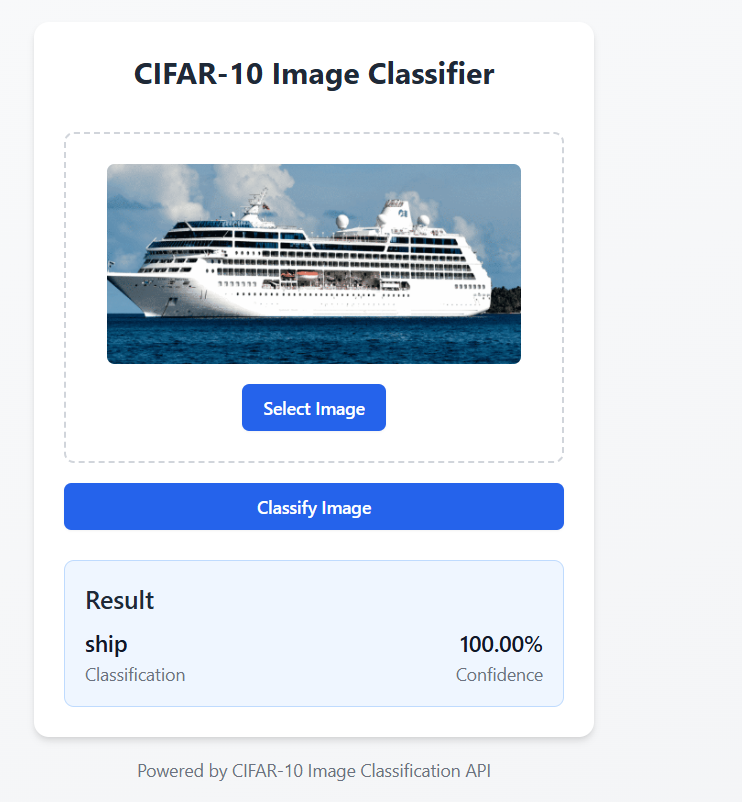 CIFAR-10 Image Classifier
Select Image
Classify Image
Result
ship 100.00%
Classification Confidence
Powered by CIFAR-10 Image Classification API